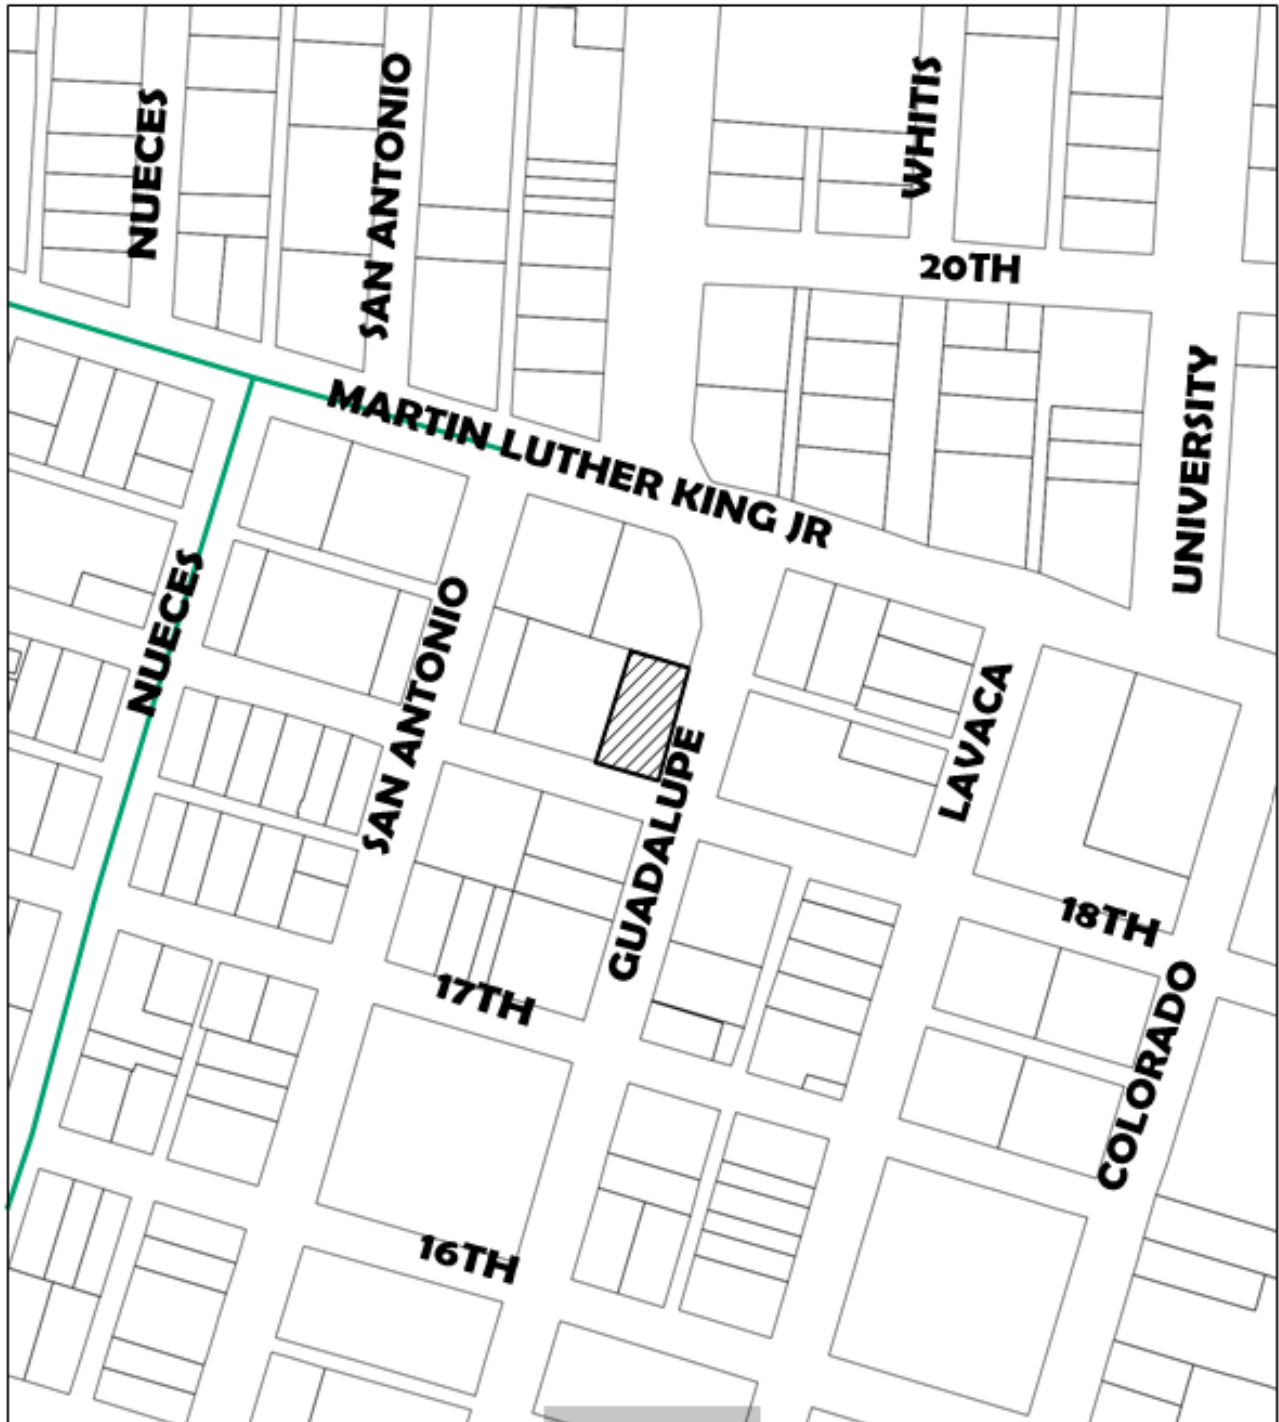 NUECES
SAN ANTONIO
WHITIS
20TH
MARTIN LUTHER KING JR
UNIVERSITY
NUECES
SAN ANTONIO
LAVACA
GUADALUPE
18TH
17TH
COLORADO
16TH